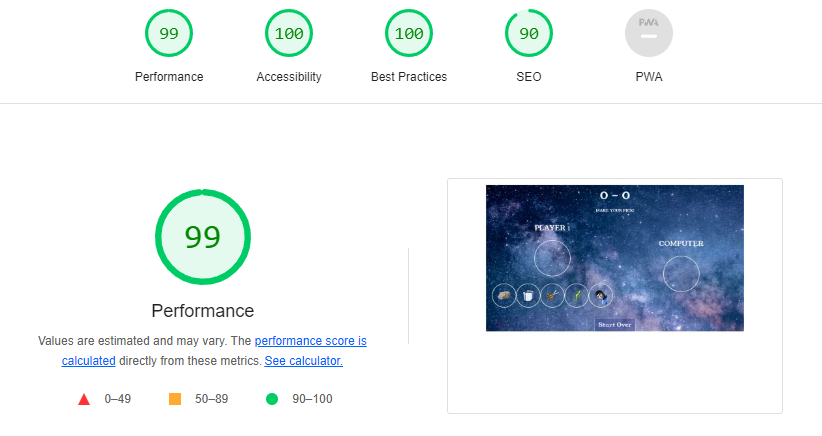 99 100 100 90 PWA
Performance Accessibility Best Practices SEO PWA
99
Performance
Values are estimated and may vary. The performance score is
calculated directly from these metrics. See calculator.
0–49 50–89 90–100
0 - 0
MAKE YOUR PICK!
PLAYER 1
COMPUTER
Start Over